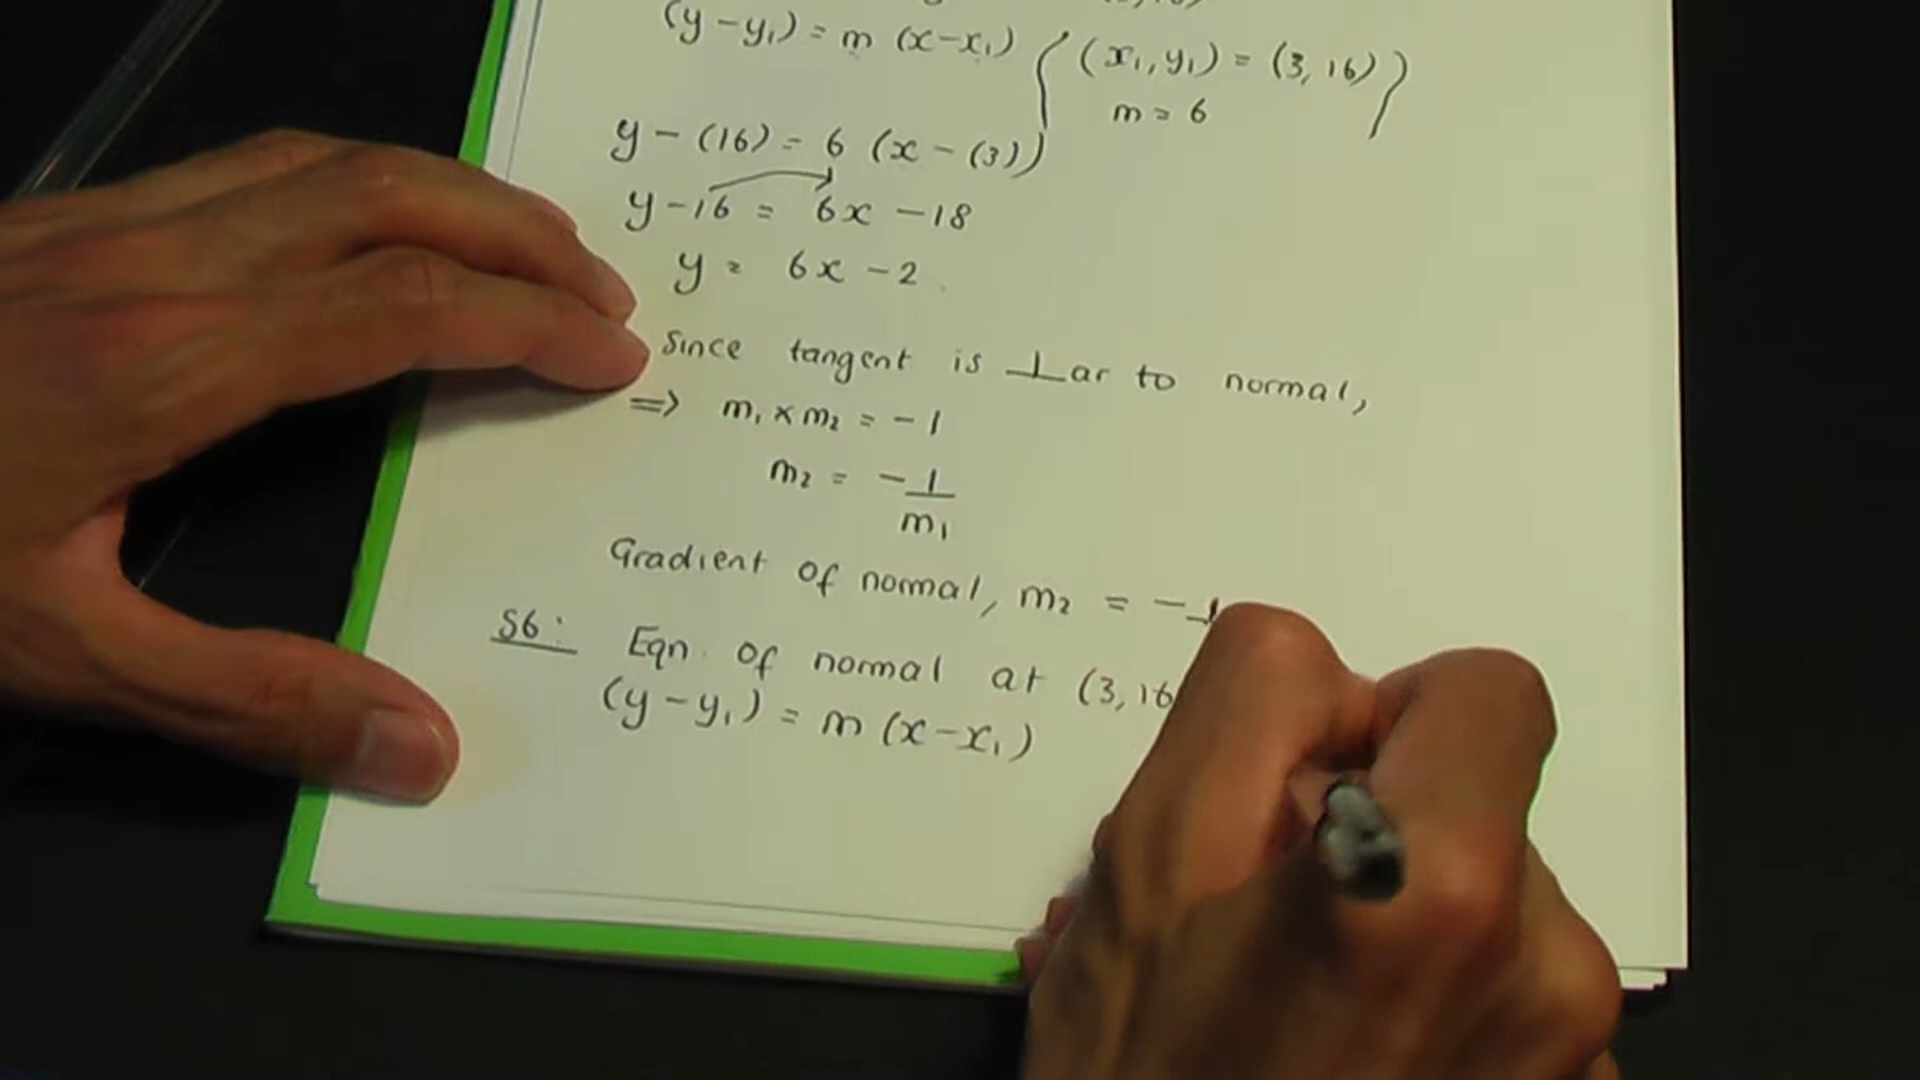 (y-y₁) = m (x-x₁) { (x₁, y₁) = (3, 16) }
m = 6
y - (16) = 6 (x - (3))
y - 16 = 6x - 18
y = 6x - 2
Since tangent is ⊥ar to normal,
=> m₁ × m₂ = -1
m₂ = - 1
m₁
Gradient of normal, m₂ = - 1
S6: Eqn. of normal at (3, 16
(y-y₁) = m (x-x₁)